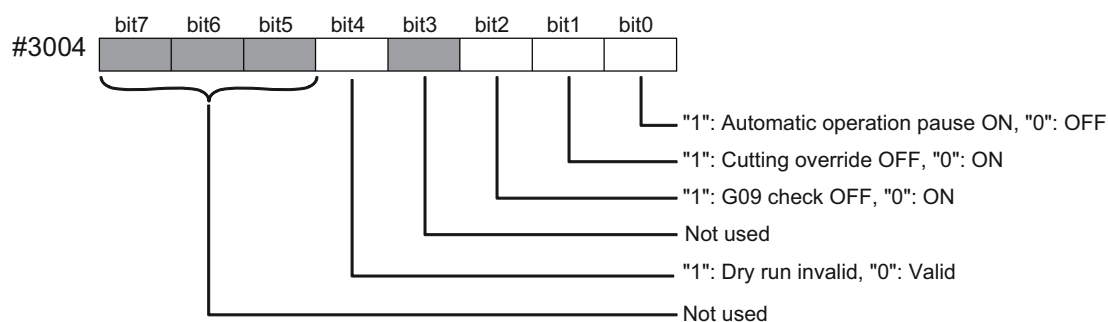 bit7 bit6 bit5 bit4 bit3 bit2 bit1 bit0
#3004
"1": Automatic operation pause ON, "0": OFF
"1": Cutting override OFF, "0": ON
"1": G09 check OFF, "0": ON
Not used
"1": Dry run invalid, "0": Valid
Not used